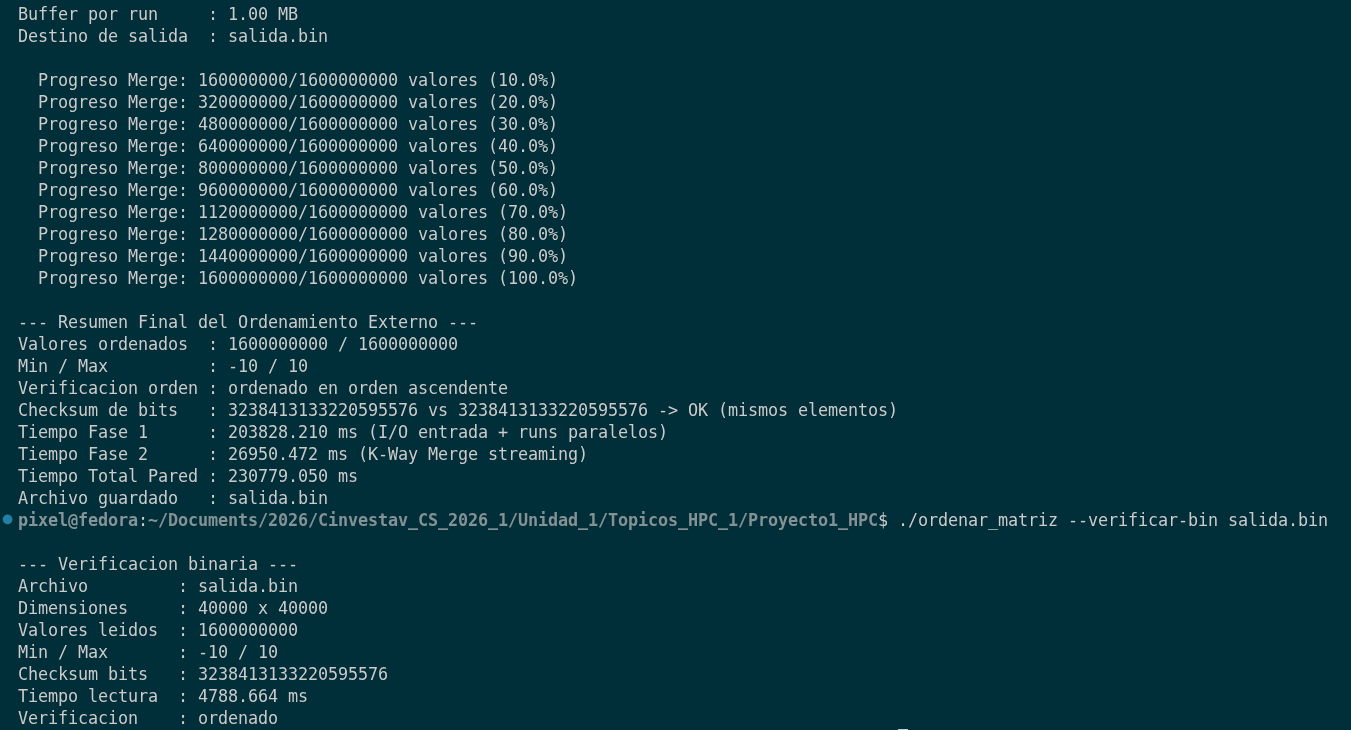 Buffer por run     : 1.00 MB
Destino de salida  : salida.bin
Progreso Merge: 160000000/1600000000 valores (10.0%)
Progreso Merge: 320000000/1600000000 valores (20.0%)
Progreso Merge: 480000000/1600000000 valores (30.0%)
Progreso Merge: 640000000/1600000000 valores (40.0%)
Progreso Merge: 800000000/1600000000 valores (50.0%)
Progreso Merge: 960000000/1600000000 valores (60.0%)
Progreso Merge: 1120000000/1600000000 valores (70.0%)
Progreso Merge: 1280000000/1600000000 valores (80.0%)
Progreso Merge: 1440000000/1600000000 valores (90.0%)
Progreso Merge: 1600000000/1600000000 valores (100.0%)
--- Resumen Final del Ordenamiento Externo ---
Valores ordenados  : 1600000000 / 1600000000
Min / Max          : -10 / 10
Verificacion orden : ordenado en orden ascendente
Checksum de bits   : 3238413133220595576 vs 3238413133220595576 -> OK (mismos elementos)
Tiempo Fase 1      : 203828.210 ms (I/O entrada + runs paralelos)
Tiempo Fase 2      : 26950.472 ms (K-Way Merge streaming)
Tiempo Total Pared : 230779.050 ms
Archivo guardado   : salida.bin
pixel@fedora:~/Documents/2026/Cinvestav_CS_2026_1/Unidad_1/Topicos_HPC_1/Proyecto1_HPC$ ./ordenar_matriz --verificar-bin salida.bin
--- Verificacion binaria ---
Archivo         : salida.bin
Dimensiones     : 40000 x 40000
Valores leidos  : 1600000000
Min / Max       : -10 / 10
Checksum bits   : 3238413133220595576
Tiempo lectura  : 4788.664 ms
Verificacion    : ordenado